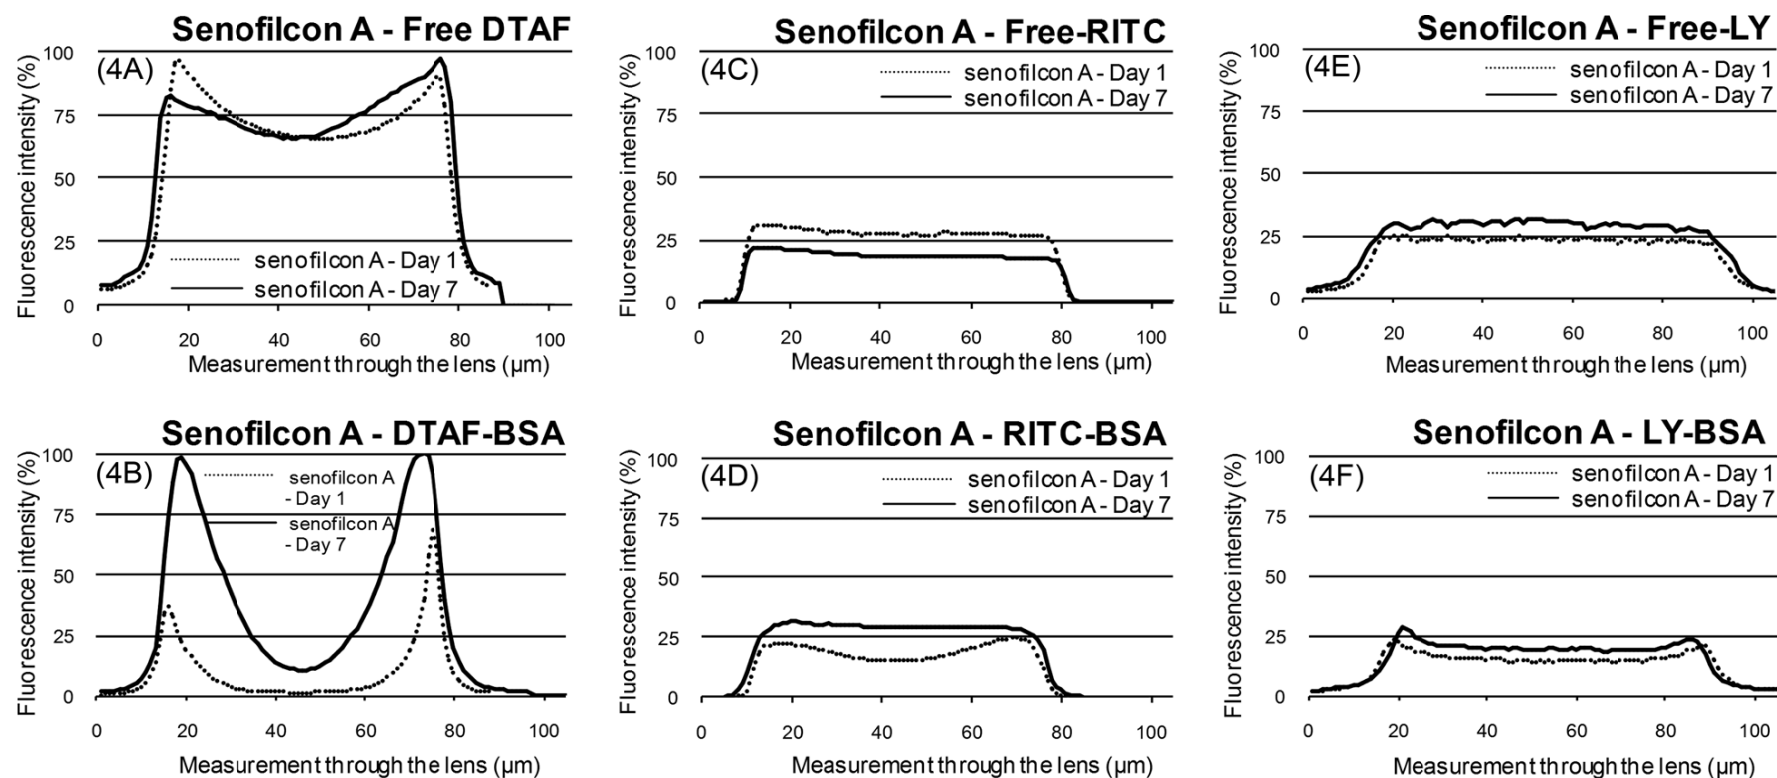 Senofilcon A - Free DTAF
(4A)
Fluorescence intensity (%)
100
75
50
25
0
senofilcon A - Day 1
senofilcon A - Day 7
0 20 40 60 80 100
Measurement through the lens (µm)
Senofilcon A - Free-RITC
(4C)
Fluorescence intensity (%)
100
75
50
25
0
senofilcon A - Day 1
senofilcon A - Day 7
0 20 40 60 80 100
Measurement through the lens (µm)
Senofilcon A - Free-LY
(4E)
Fluorescence intensity (%)
100
75
50
25
0
senofilcon A - Day 1
senofilcon A - Day 7
0 20 40 60 80 100
Measurement through the lens (µm)
Senofilcon A - DTAF-BSA
(4B)
Fluorescence intensity (%)
100
75
50
25
0
senofilcon A
- Day 1
senofilcon A
- Day 7
0 20 40 60 80 100
Measurement through the lens (µm)
Senofilcon A - RITC-BSA
(4D)
Fluorescence intensity (%)
100
75
50
25
0
senofilcon A - Day 1
senofilcon A - Day 7
0 20 40 60 80 100
Measurement through the lens (µm)
Senofilcon A - LY-BSA
(4F)
Fluorescence intensity (%)
100
75
50
25
0
senofilcon A - Day 1
senofilcon A - Day 7
0 20 40 60 80 100
Measurement through the lens (µm)